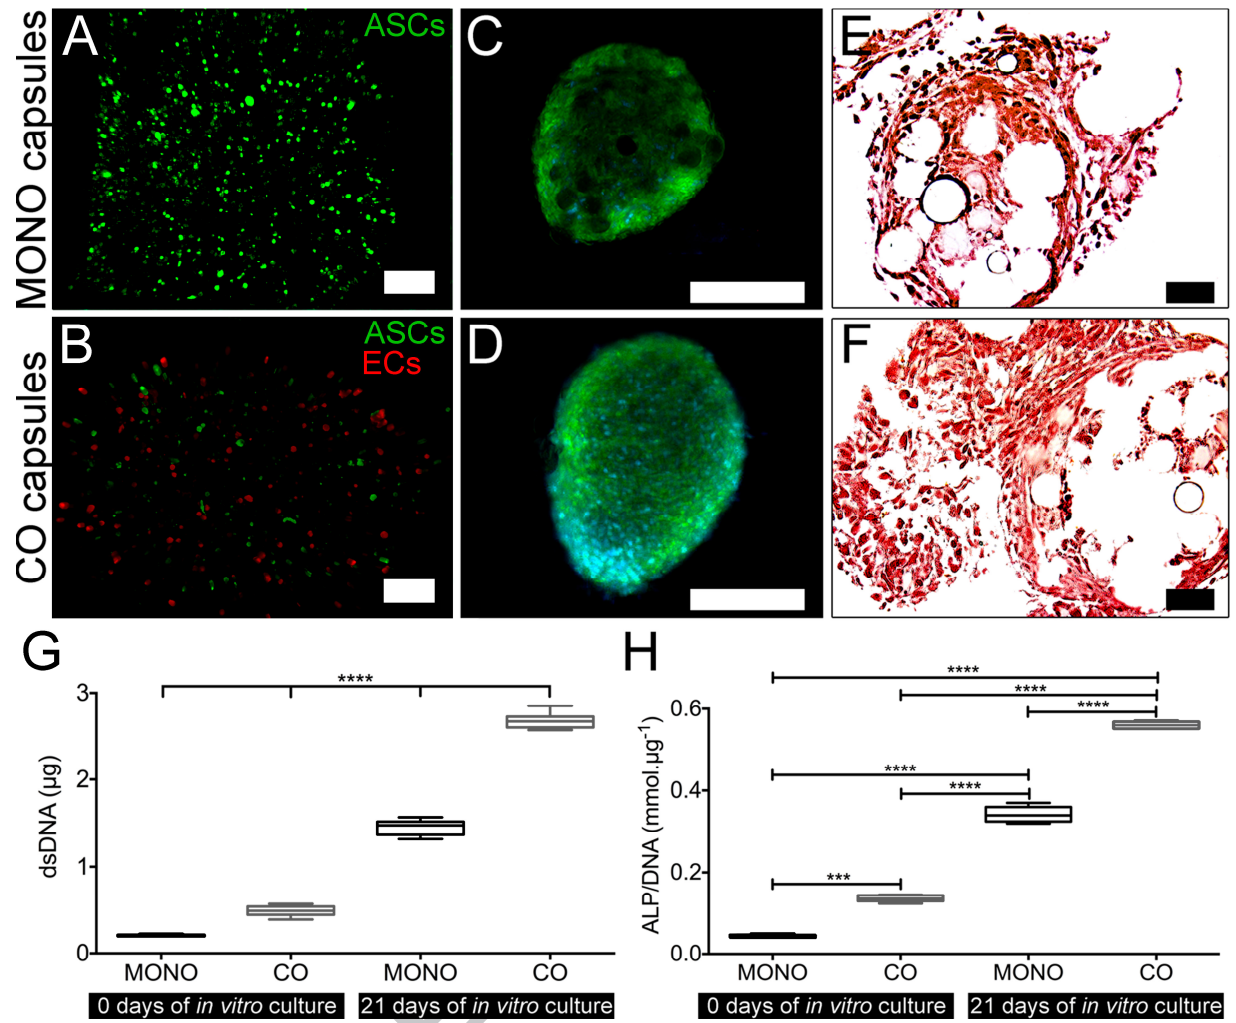 MONO capsules
A
ASCs
C
E
CO capsules
B
ASCs
ECs
D
F
G
dsDNA (µg)
3
2
1
0
****
MONO
CO
MONO
CO
0 days of in vitro culture
21 days of in vitro culture
H
ALP/DNA (mmol.µg⁻¹)
0.6
0.4
0.2
0.0
****
****
****
****
****
***
MONO
CO
MONO
CO
0 days of in vitro culture
21 days of in vitro culture